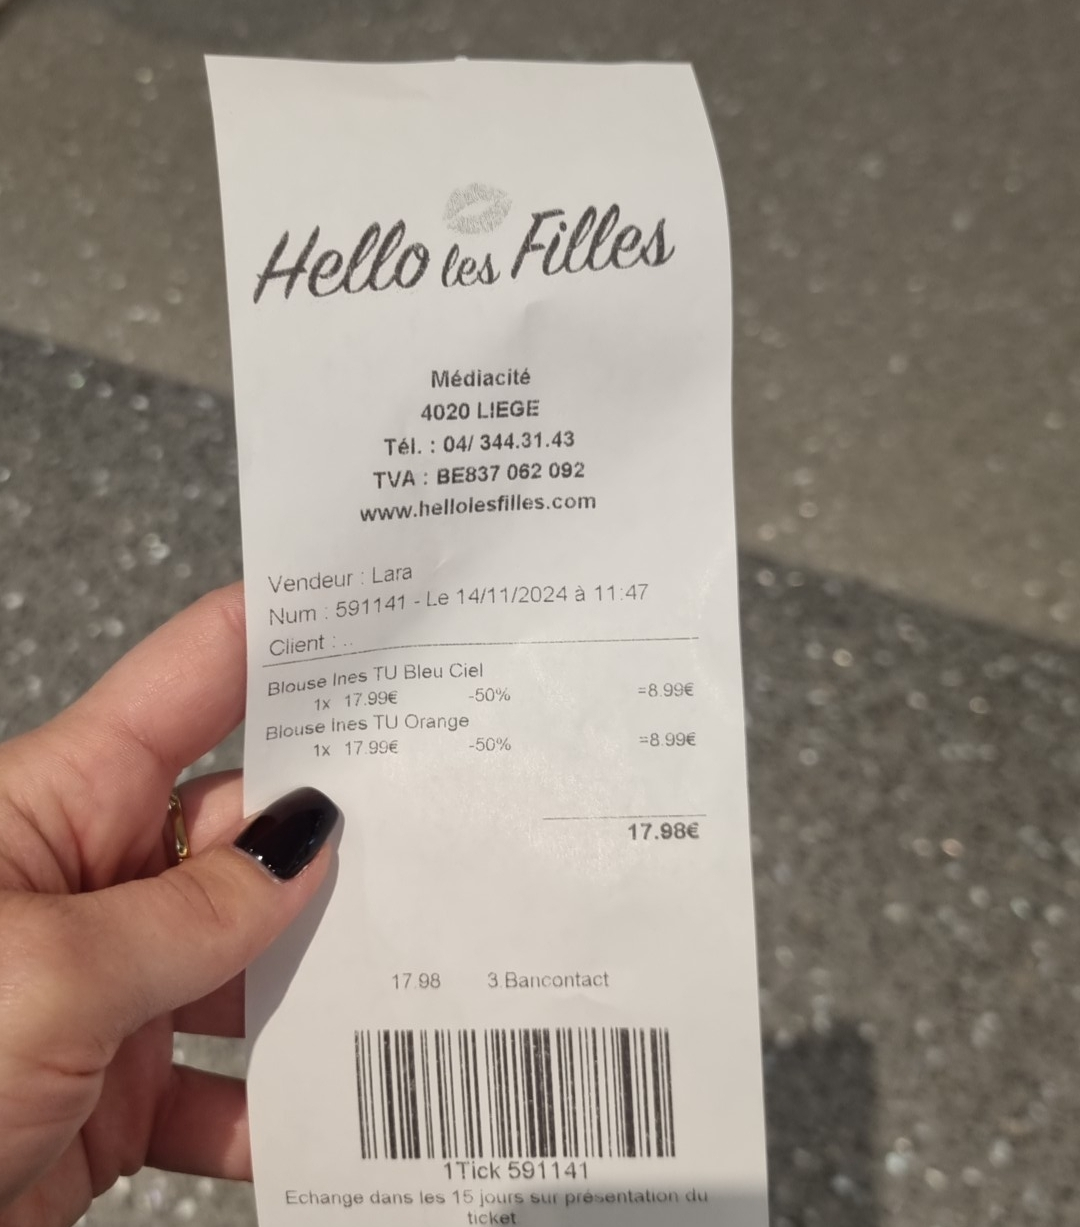 Hello les Filles
Médiacité
4020 LIEGE
Tél. : 04/ 344.31.43
TVA : BE837 062 092
www.hellolesfilles.com
Vendeur : Lara
Num : 591141 - Le 14/11/2024 à 11:47
Client : ..
Blouse Ines TU Bleu Ciel
1x 17.99€ -50% =8.99€
Blouse Ines TU Orange
1x 17.99€ -50% =8.99€
17.98€
17.98 3.Bancontact
1Tick 591141
Echange dans les 15 jours sur présentation du
ticket